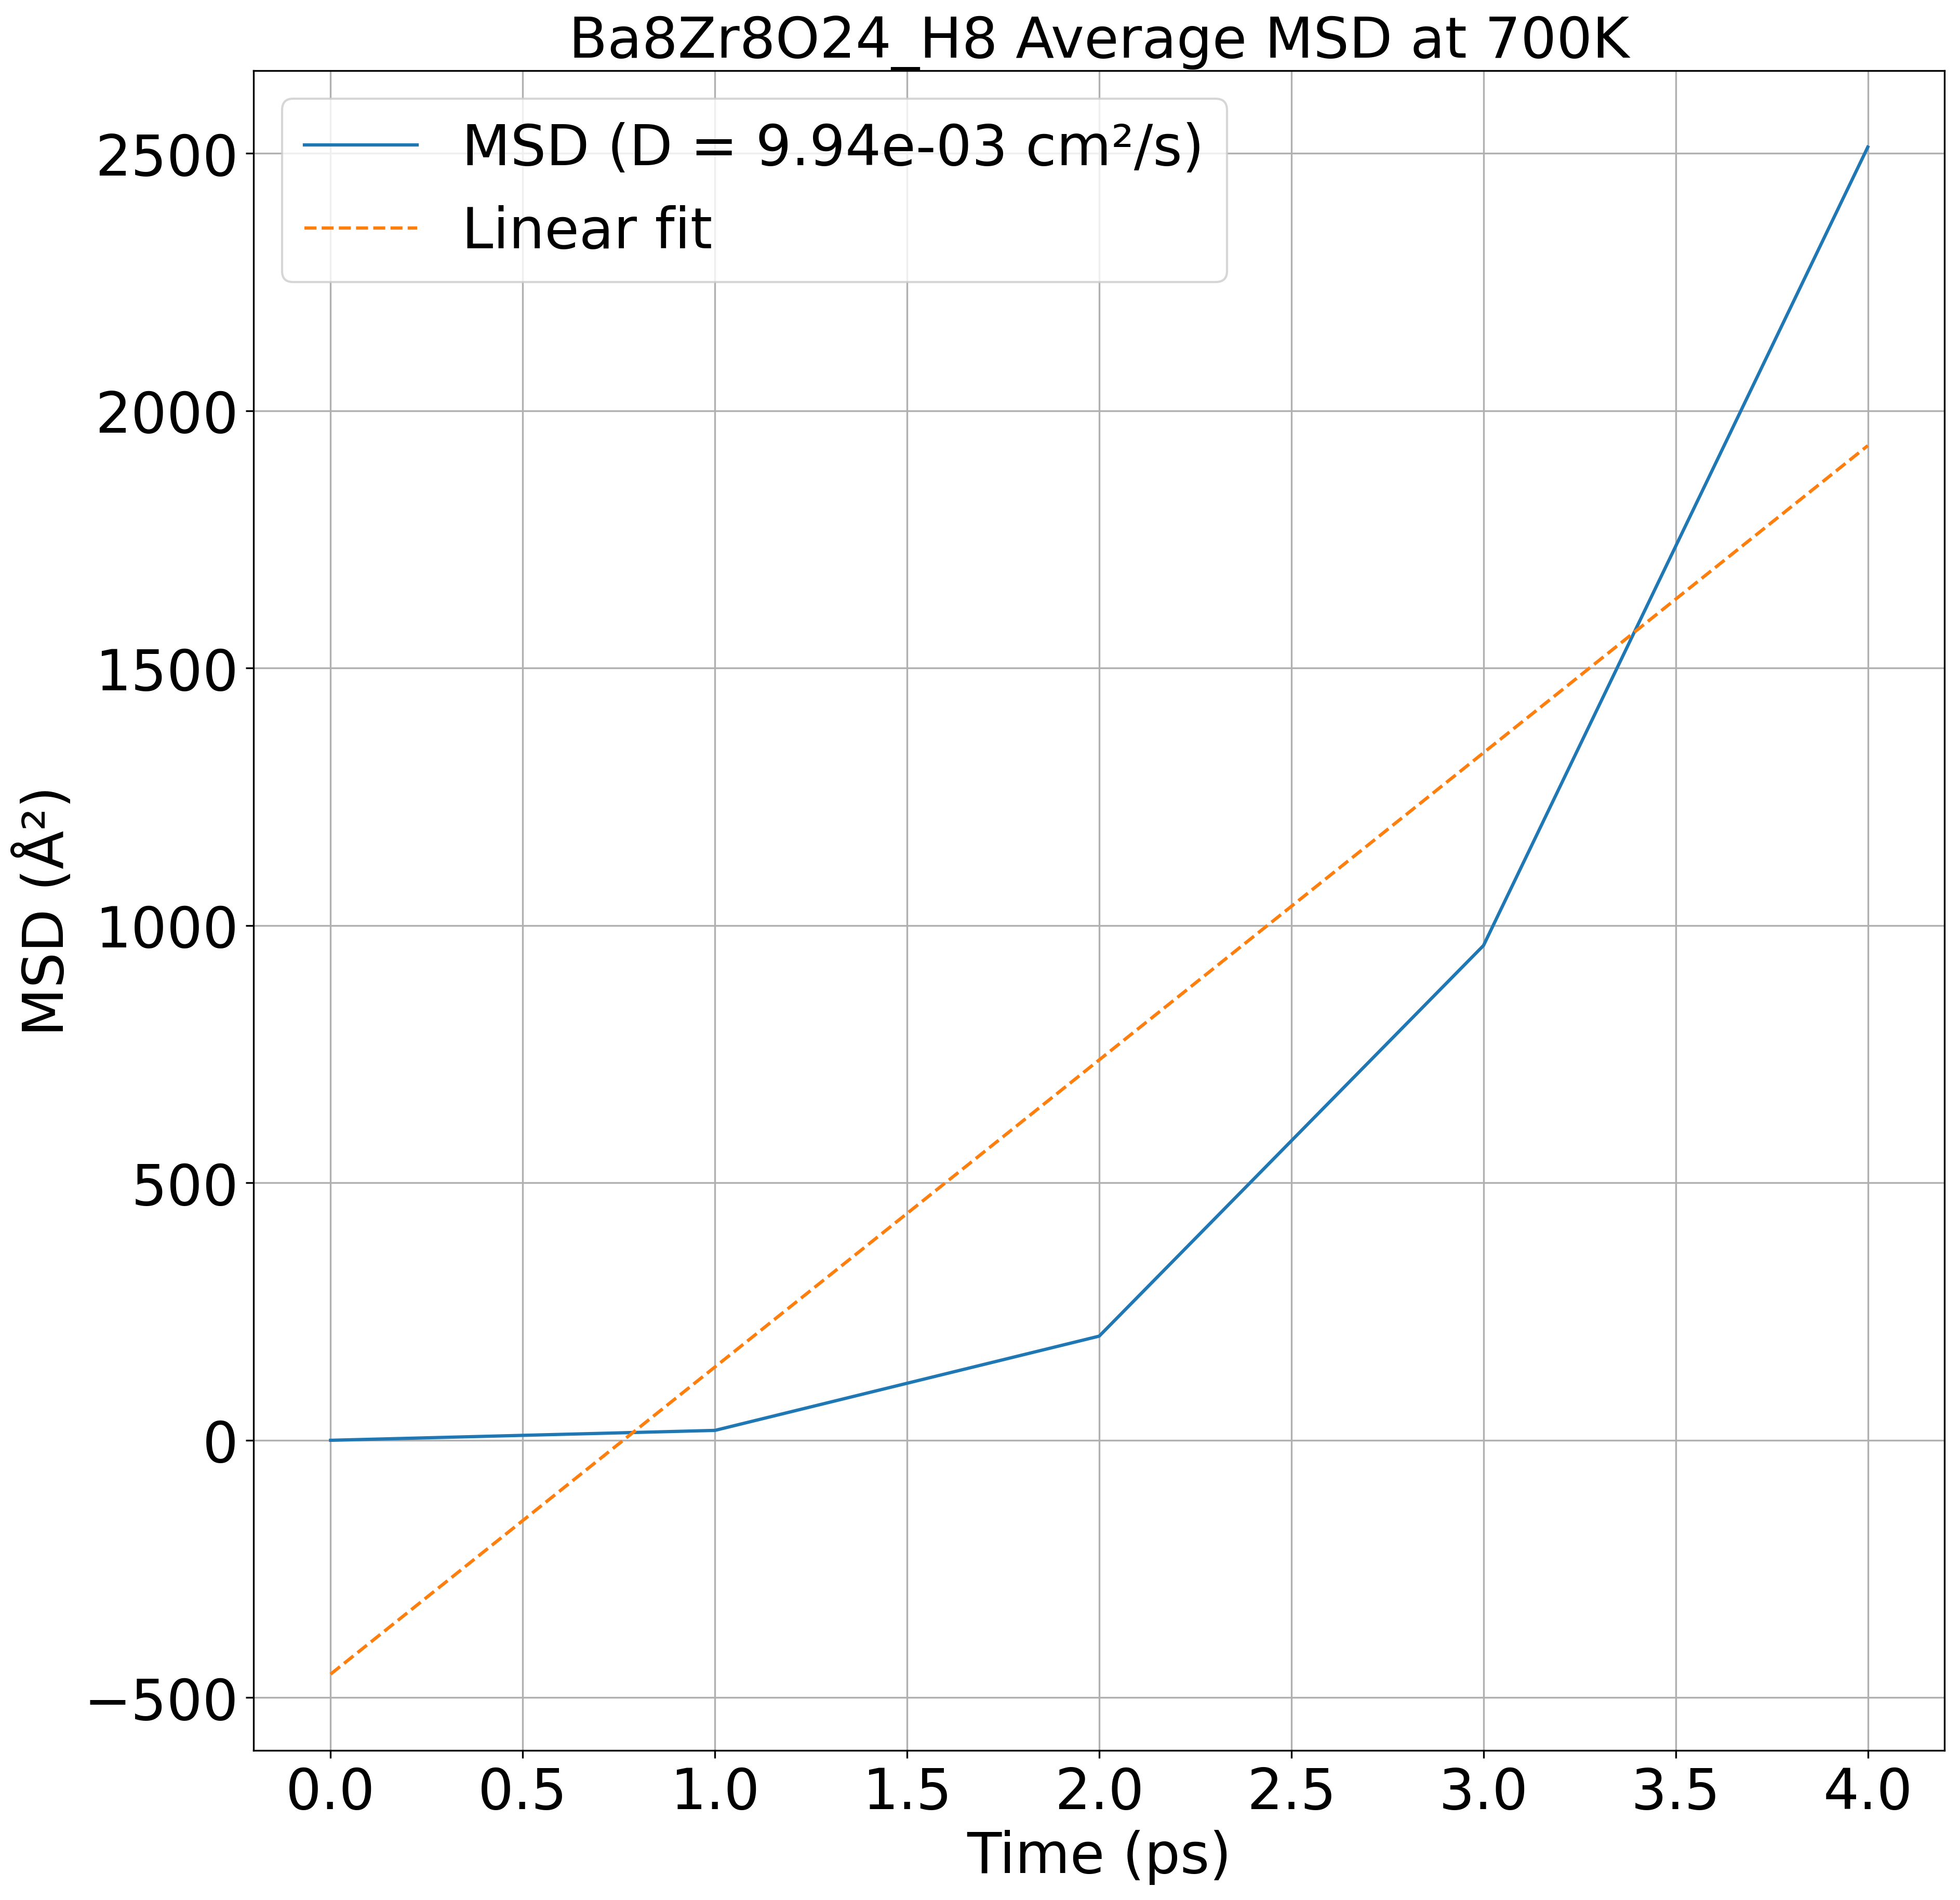 Ba8Zr8O24_H8 Average MSD at 700K
MSD (D = 9.94e-03 cm²/s)
Linear fit
MSD (Å²)
2500
2000
1500
1000
500
0
−500
0.0 0.5 1.0 1.5 2.0 2.5 3.0 3.5 4.0
Time (ps)